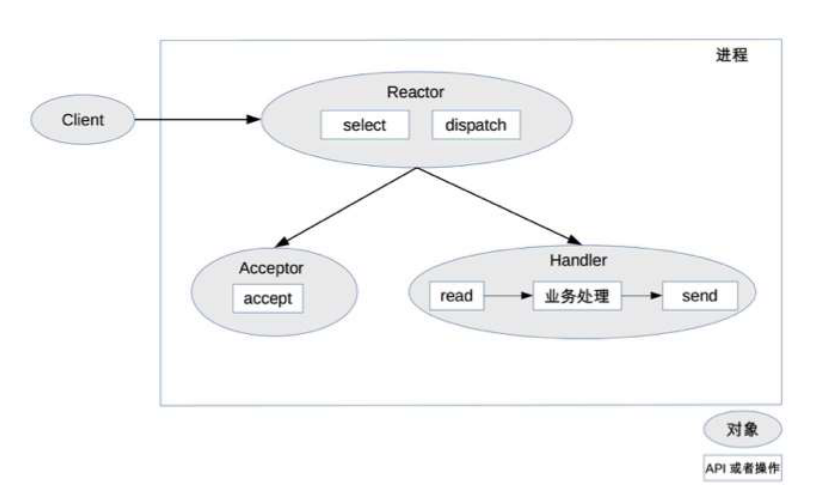 进程
Client
Reactor
select
dispatch
Acceptor
accept
Handler
read
业务处理
send
对象
API 或者操作